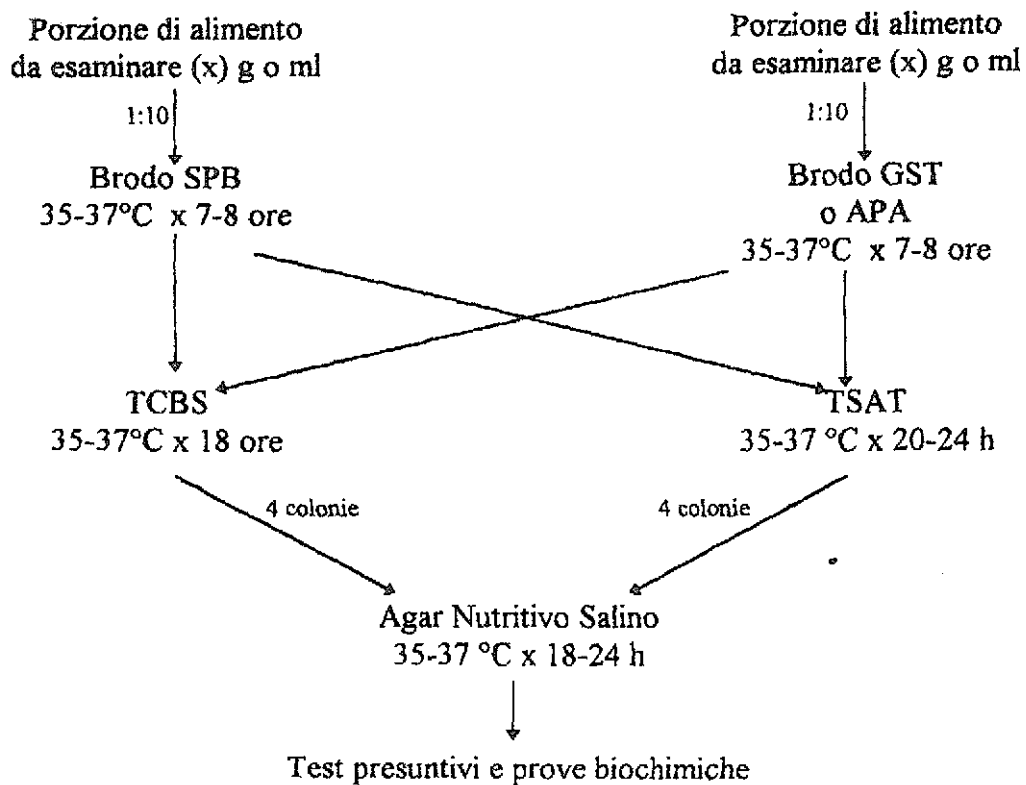 Porzione di alimento
da esaminare (x) g o ml
1:10
Brodo SPB
35-37°C x 7-8 ore
Porzione di alimento
da esaminare (x) g o ml
1:10
Brodo GST
o APA
35-37°C x 7-8 ore
TCBS
35-37°C x 18 ore
TSAT
35-37 °C x 20-24 h
4 colonie
4 colonie
Agar Nutritivo Salino
35-37 °C x 18-24 h
Test presuntivi e prove biochimiche